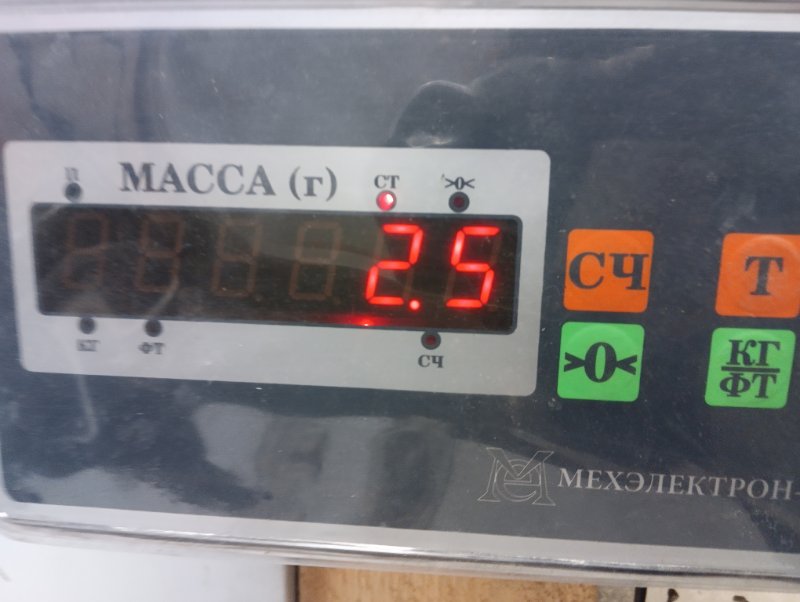 П МАССА (г) СТ >0<
2.5
КГ ФТ СЧ
СЧ Т
>0< КГ/ФТ
МЕХЭЛЕКТРОН-